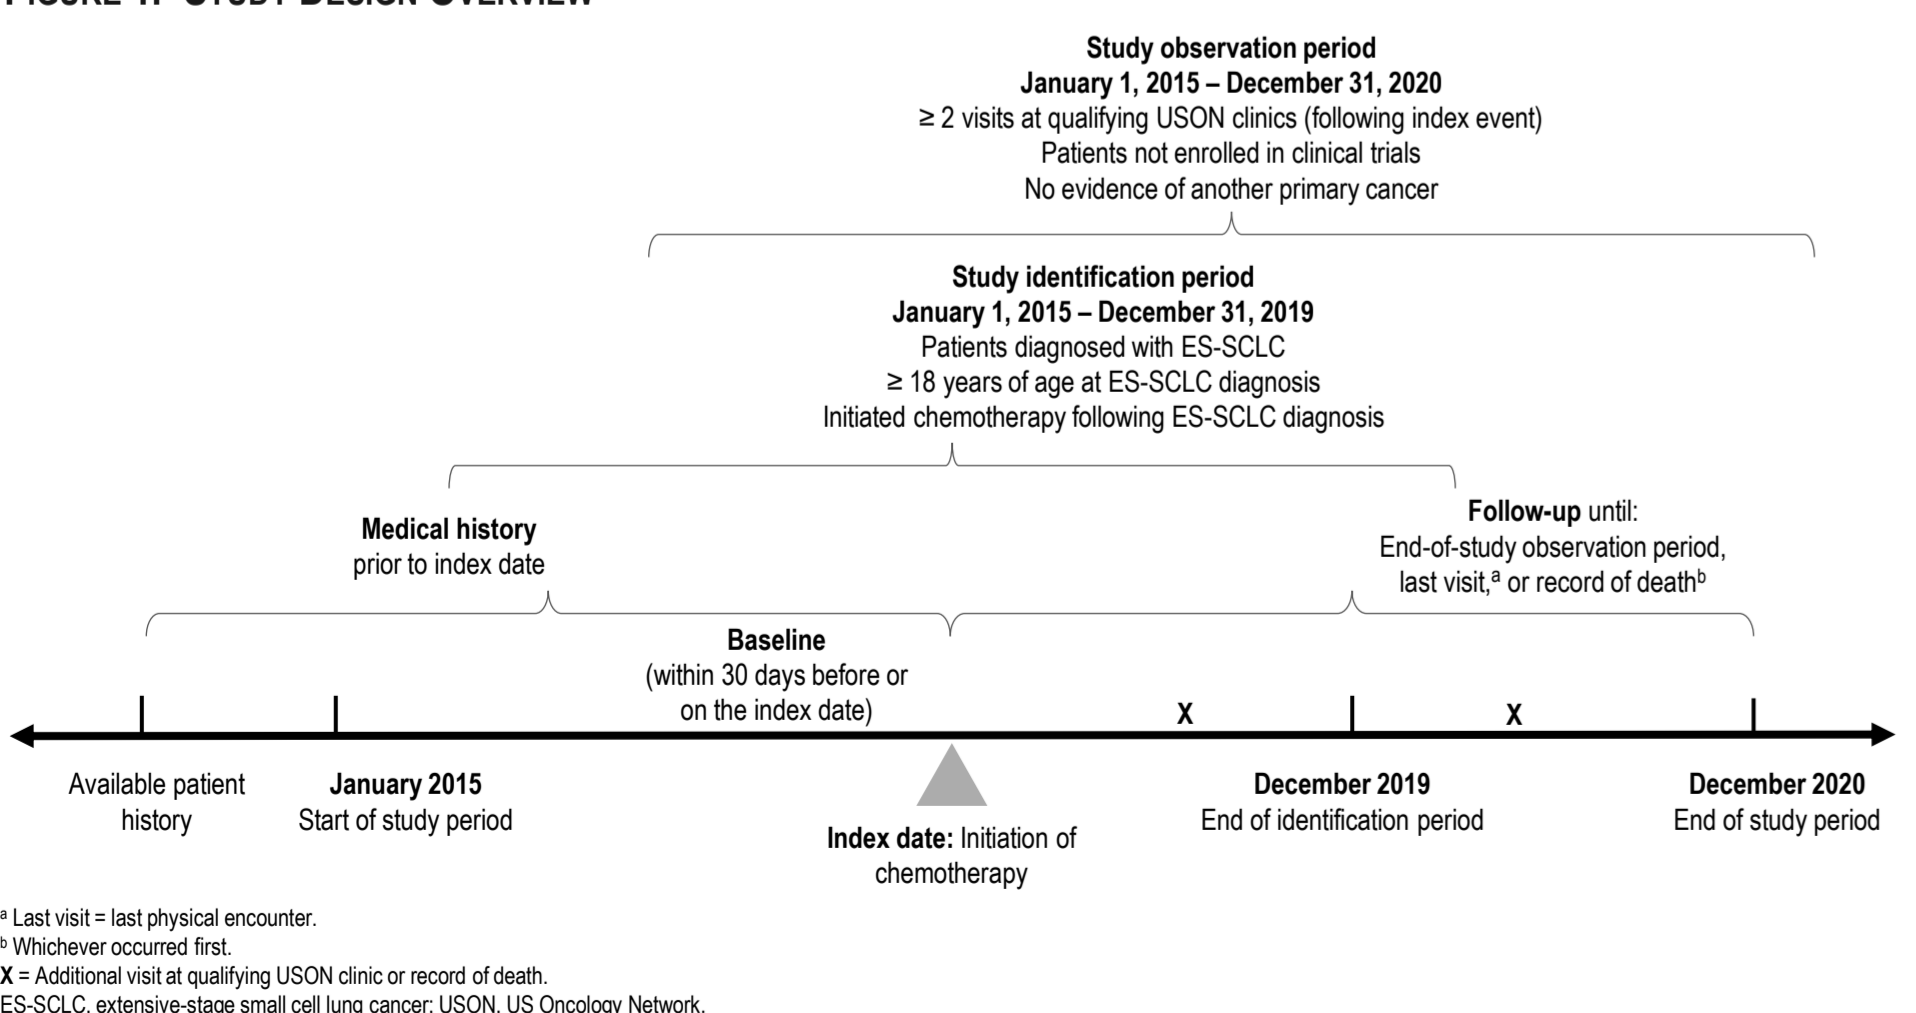 FIGURE 1. STUDY DESIGN OVERVIEW
Study observation period
January 1, 2015 – December 31, 2020
≥ 2 visits at qualifying USON clinics (following index event)
Patients not enrolled in clinical trials
No evidence of another primary cancer
Study identification period
January 1, 2015 – December 31, 2019
Patients diagnosed with ES-SCLC
≥ 18 years of age at ES-SCLC diagnosis
Initiated chemotherapy following ES-SCLC diagnosis
Medical history
prior to index date
Follow-up until:
End-of-study observation period,
last visit,a or record of deathb
Baseline
(within 30 days before or
on the index date)
X
X
Available patient
history
January 2015
Start of study period
Index date: Initiation of
chemotherapy
December 2019
End of identification period
December 2020
End of study period
a Last visit = last physical encounter.
b Whichever occurred first.
X = Additional visit at qualifying USON clinic or record of death.
ES-SCLC, extensive-stage small cell lung cancer; USON, US Oncology Network.